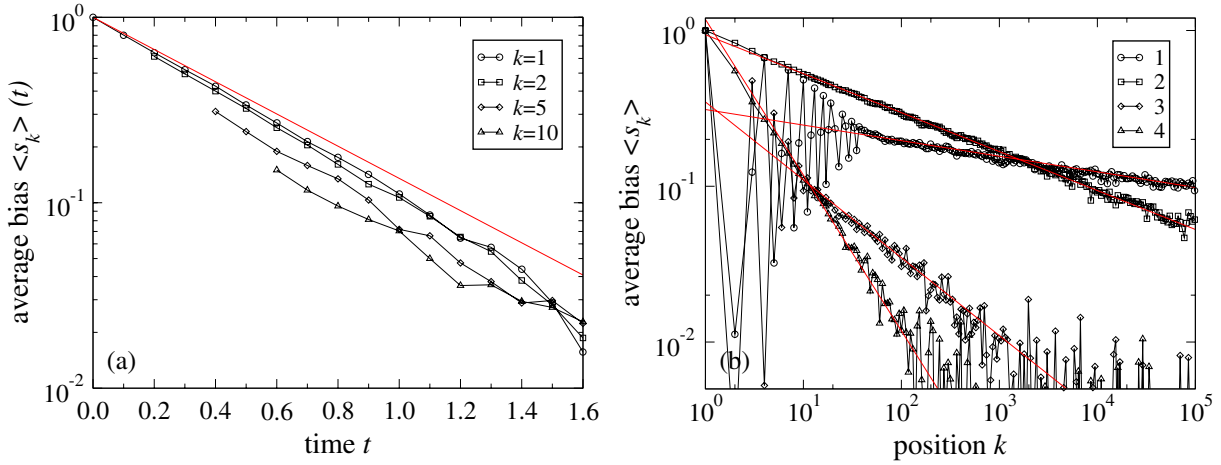 10^0
10^-1
10^-2
average bias <s_k> (t)
k=1
k=2
k=5
k=10
(a)
0.0 0.2 0.4 0.6 0.8 1.0 1.2 1.4 1.6
time t
10^0
10^-1
10^-2
average bias <s_k>
1
2
3
4
(b)
10^0 10^1 10^2 10^3 10^4 10^5
position k